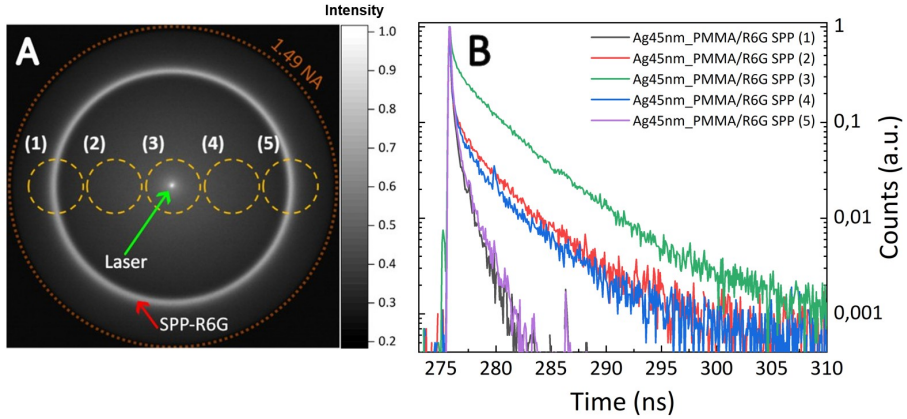 Intensity
A
1.49 NA
(1) (2) (3) (4) (5)
Laser
SPP-R6G
1.0
0.9
0.8
0.7
0.6
0.5
0.4
0.3
0.2
B
Ag45nm_PMMA/R6G SPP (1)
Ag45nm_PMMA/R6G SPP (2)
Ag45nm_PMMA/R6G SPP (3)
Ag45nm_PMMA/R6G SPP (4)
Ag45nm_PMMA/R6G SPP (5)
1
0,1
0,01
0,001
Counts (a.u.)
275 280 285 290 295 300 305 310
Time (ns)